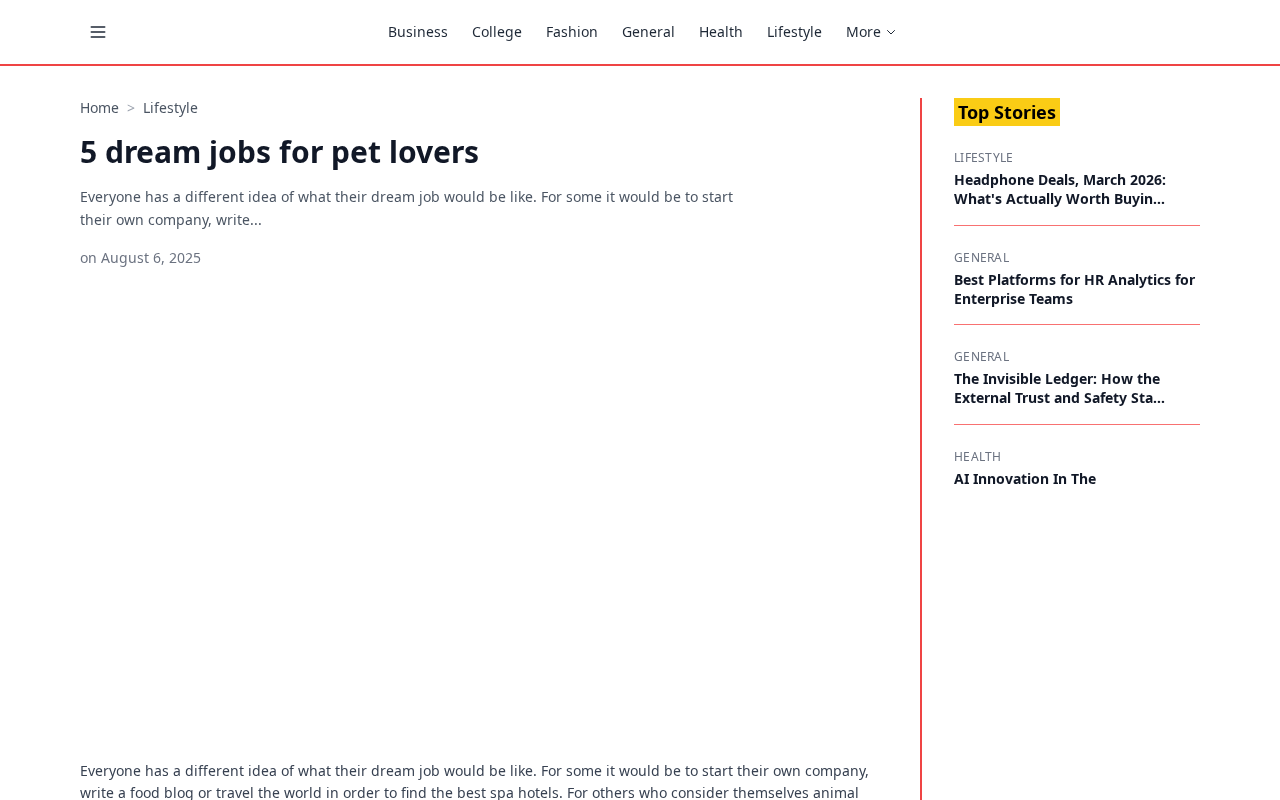 Business College Fashion General Health Lifestyle More
Home > Lifestyle
5 dream jobs for pet lovers
Everyone has a different idea of what their dream job would be like. For some it would be to start
their own company, write...
on August 6, 2025
Everyone has a different idea of what their dream job would be like. For some it would be to start their own company,
write a food blog or travel the world in order to find the best spa hotels. For others who consider themselves animal
Top Stories
LIFESTYLE
Headphone Deals, March 2026:
What's Actually Worth Buyin...
GENERAL
Best Platforms for HR Analytics for
Enterprise Teams
GENERAL
The Invisible Ledger: How the
External Trust and Safety Sta...
HEALTH
AI Innovation In The